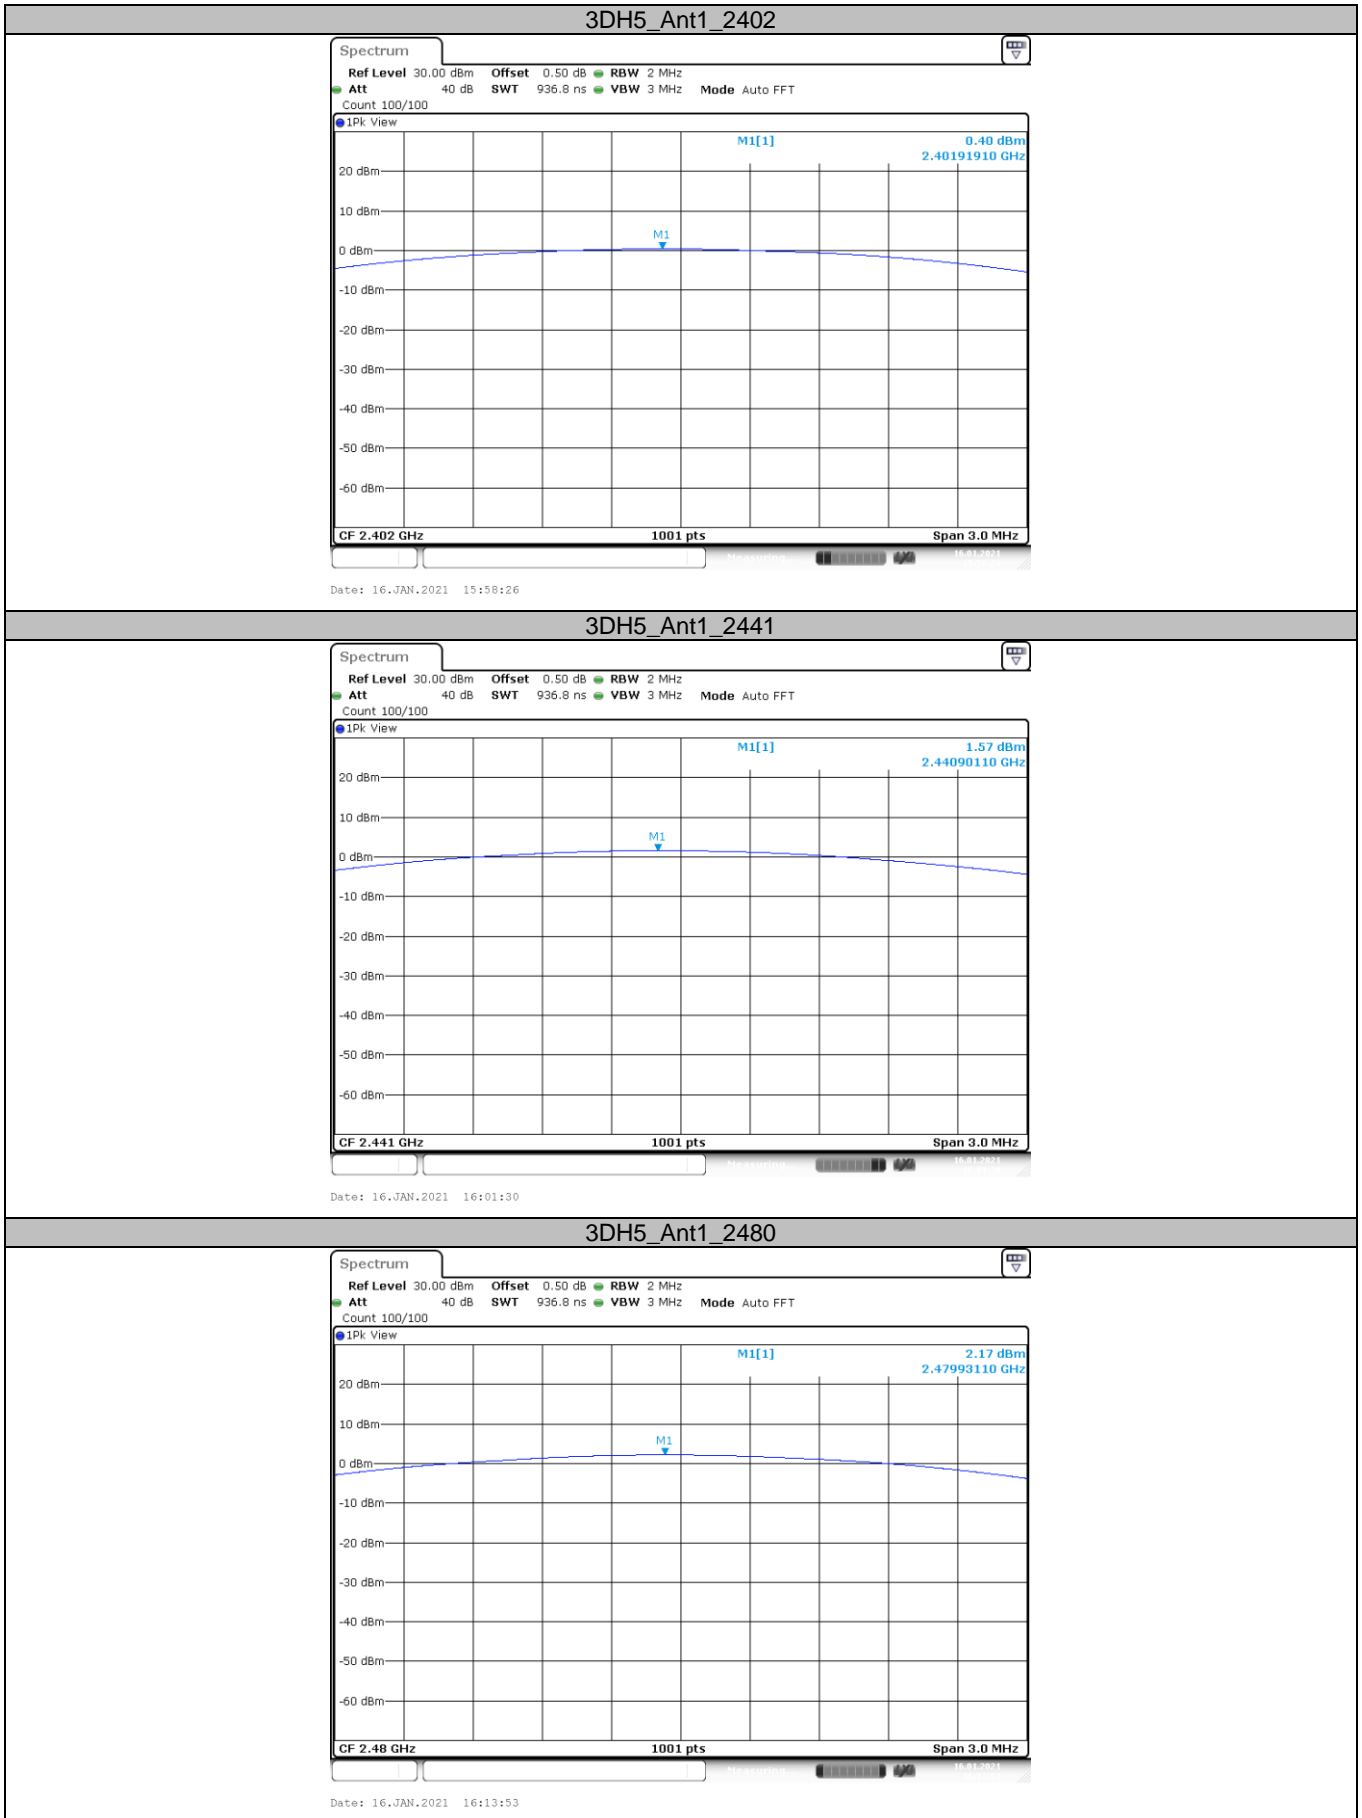 3DH5_Ant1_2402
Spectrum
Ref Level 30.00 dBm Offset 0.50 dB RBW 2 MHz
Att 40 dB SWT 936.8 ns VBW 3 MHz Mode Auto FFT
Count 100/100
1Pk View
M1[1] 0.40 dBm
2.40191910 GHz
20 dBm
10 dBm
M1
0 dBm
-10 dBm
-20 dBm
-30 dBm
-40 dBm
-50 dBm
-60 dBm
CF 2.402 GHz 1001 pts Span 3.0 MHz
Measuring... 16.01.2021
Date: 16.JAN.2021 15:58:26
3DH5_Ant1_2441
Spectrum
Ref Level 30.00 dBm Offset 0.50 dB RBW 2 MHz
Att 40 dB SWT 936.8 ns VBW 3 MHz Mode Auto FFT
Count 100/100
1Pk View
M1[1] 1.57 dBm
2.44090110 GHz
20 dBm
10 dBm
M1
0 dBm
-10 dBm
-20 dBm
-30 dBm
-40 dBm
-50 dBm
-60 dBm
CF 2.441 GHz 1001 pts Span 3.0 MHz
Measuring... 16.01.2021
Date: 16.JAN.2021 16:01:30
3DH5_Ant1_2480
Spectrum
Ref Level 30.00 dBm Offset 0.50 dB RBW 2 MHz
Att 40 dB SWT 936.8 ns VBW 3 MHz Mode Auto FFT
Count 100/100
1Pk View
M1[1] 2.17 dBm
2.47993110 GHz
20 dBm
10 dBm
M1
0 dBm
-10 dBm
-20 dBm
-30 dBm
-40 dBm
-50 dBm
-60 dBm
CF 2.48 GHz 1001 pts Span 3.0 MHz
Measuring... 16.01.2021
Date: 16.JAN.2021 16:13:53